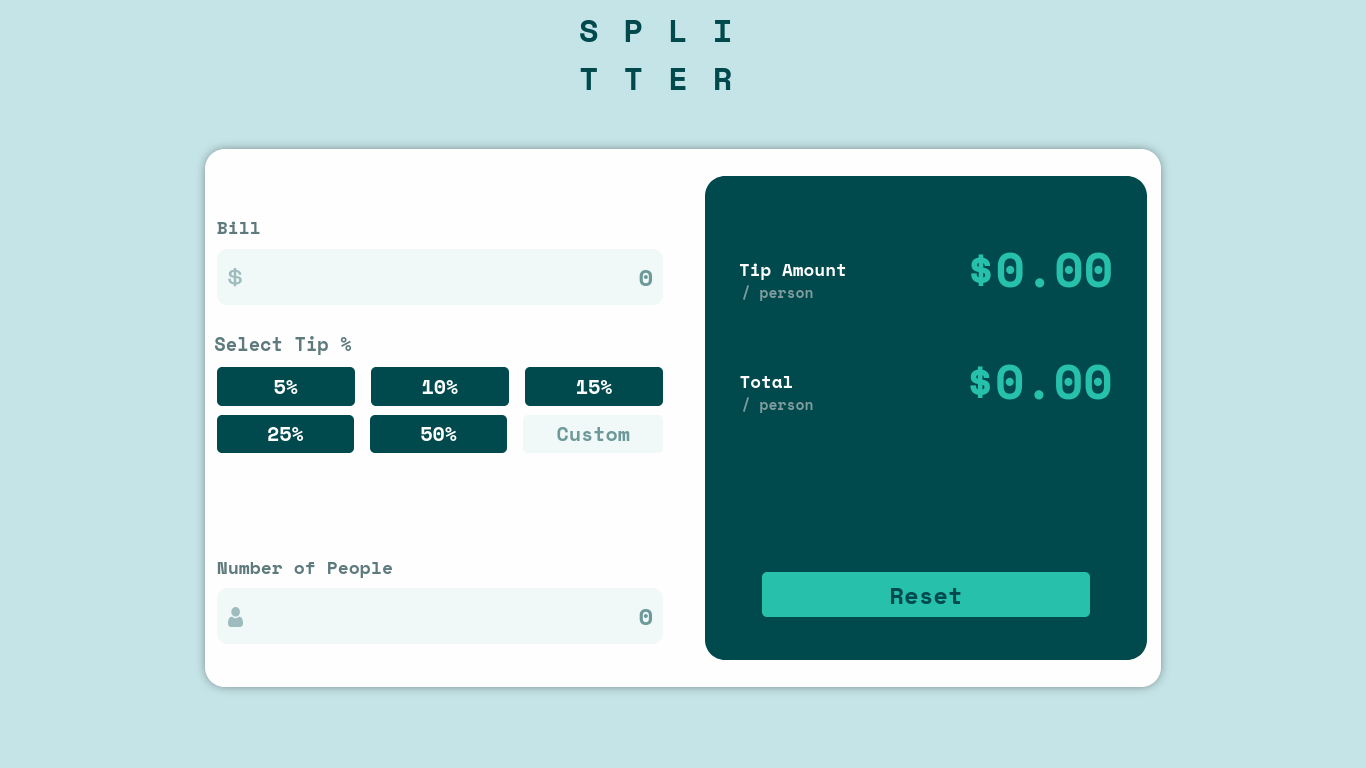 S P L I
T T E R
Bill
$ 0
Select Tip %
5% 10% 15%
25% 50% Custom
Number of People
0
Tip Amount $0.00
/ person
Total $0.00
/ person
Reset